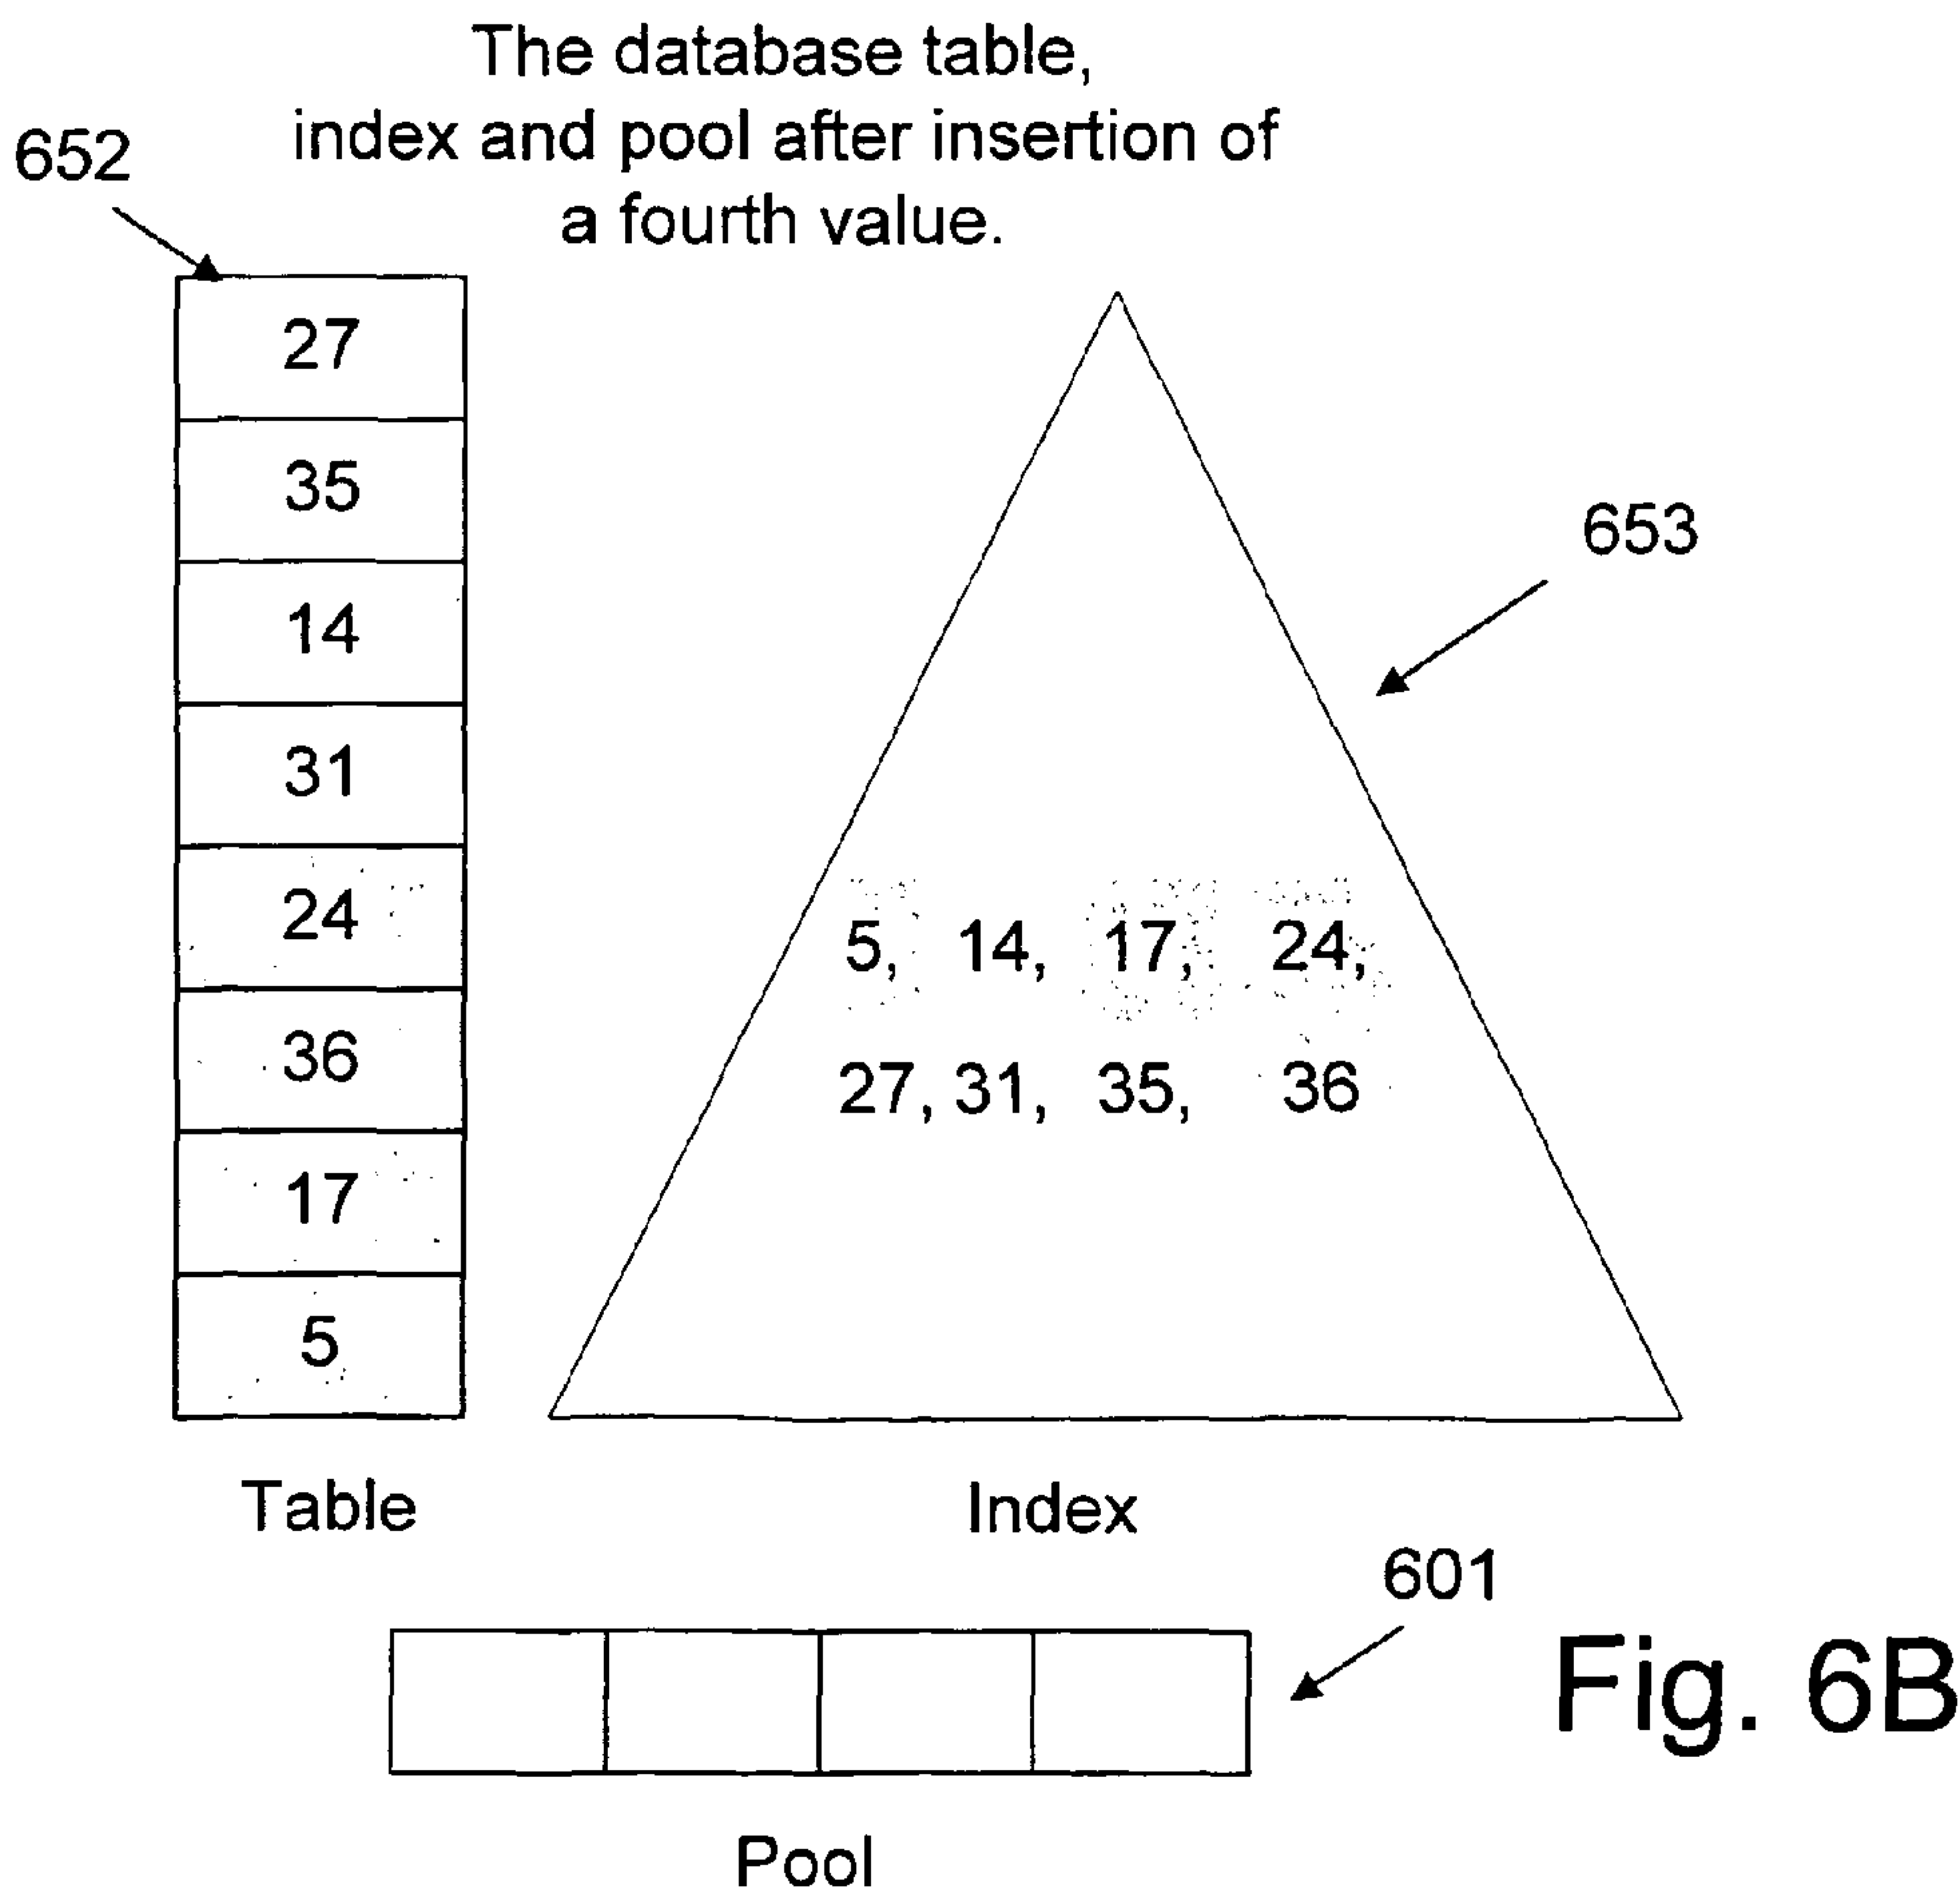 The database table,
index and pool after insertion of
a fourth value.
652
27
35
14
31
24
36
17
5
653
5, 14, 17, 24,
27, 31, 35, 36
Table
Index
601
Pool
Fig. 6B